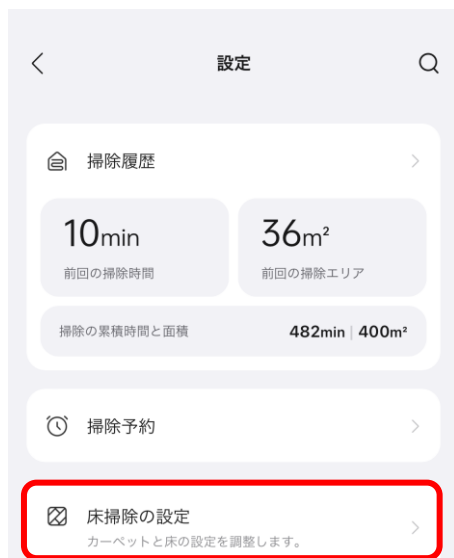 設定
掃除履歴
10min 36m²
前回の掃除時間 前回の掃除エリア
掃除の累積時間と面積 482min | 400m²
掃除予約
床掃除の設定
カーペットと床の設定を調整します。